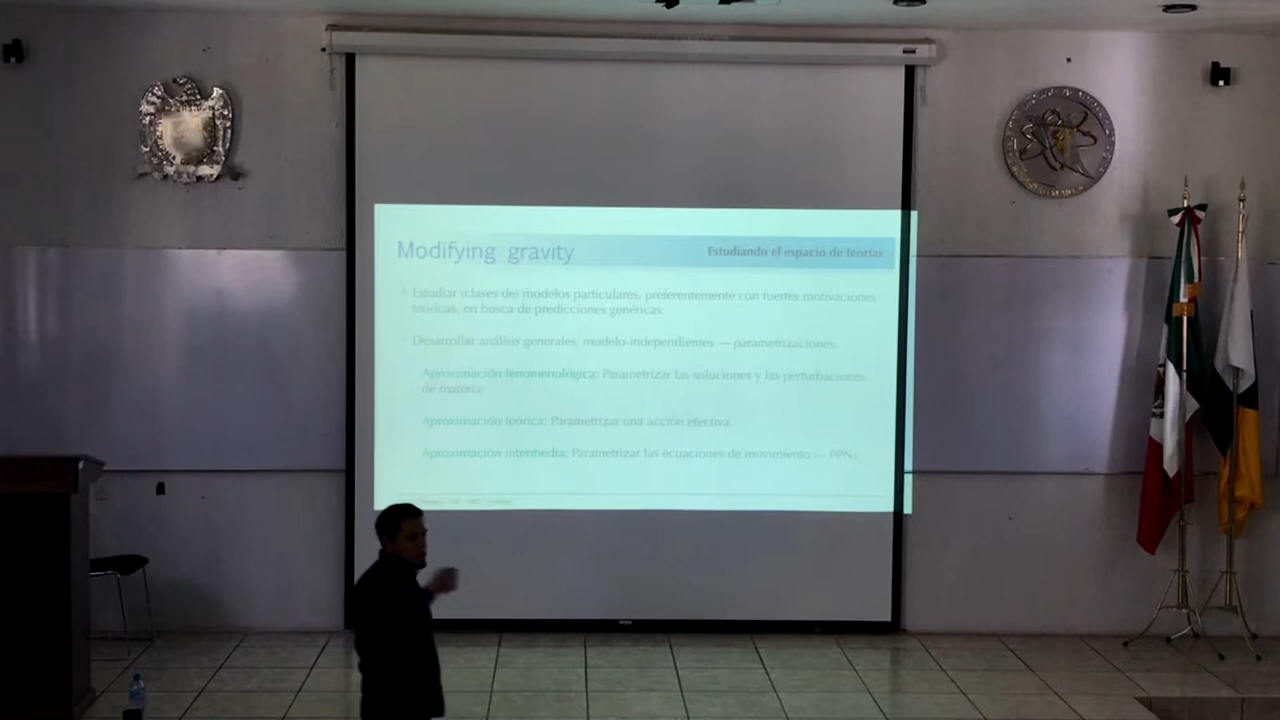 Modifying gravity
Estudiando el espacio de teorías
Estudiar (clases de) modelos particulares, preferentemente con fuertes motivaciones
teóricas, en busca de predicciones genéricas.
Desarrollar análisis generales, modelo-independientes — parametrizaciones.
Aproximación fenomenológica: Parametrizar las soluciones y las perturbaciones
de materia.
Aproximación teórica: Parametrizar una acción efectiva.
Aproximación intermedia: Parametrizar las ecuaciones de movimiento (~ PPN).